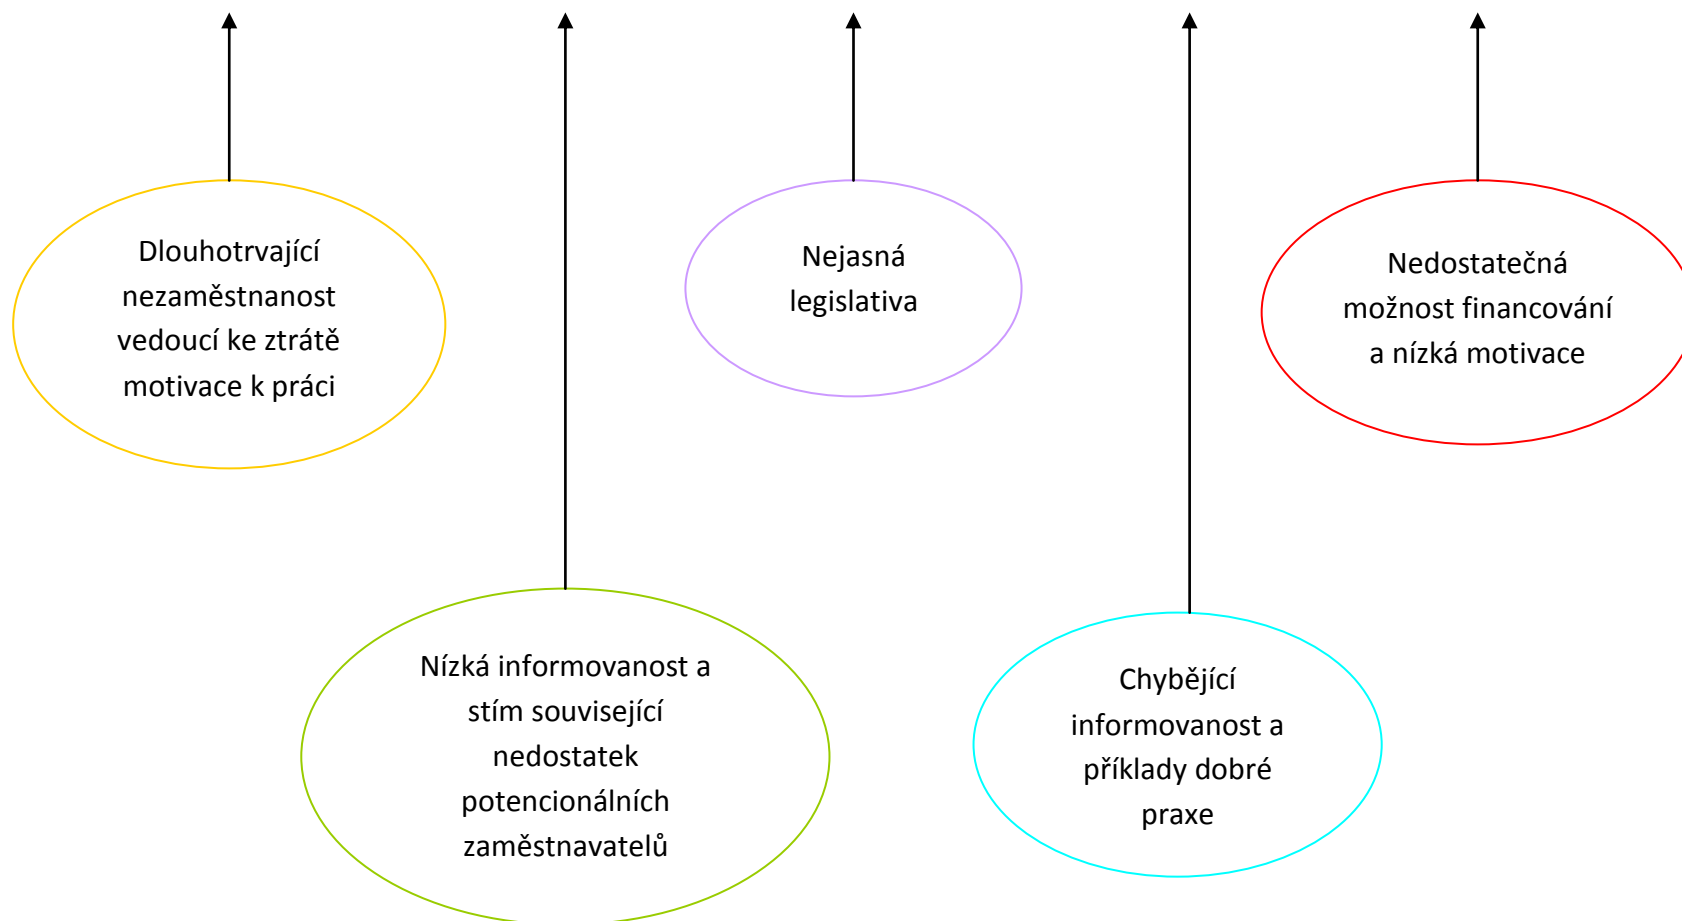 Dlouhotrvající
nezaměstnanost
vedoucí ke ztrátě
motivace k práci
Nejasná
legislativa
Nedostatečná
možnost financování
a nízká motivace
Nízká informovanost a
stím související
nedostatek
potencionálních
zaměstnavatelů
Chybějící
informovanost a
příklady dobré
praxe